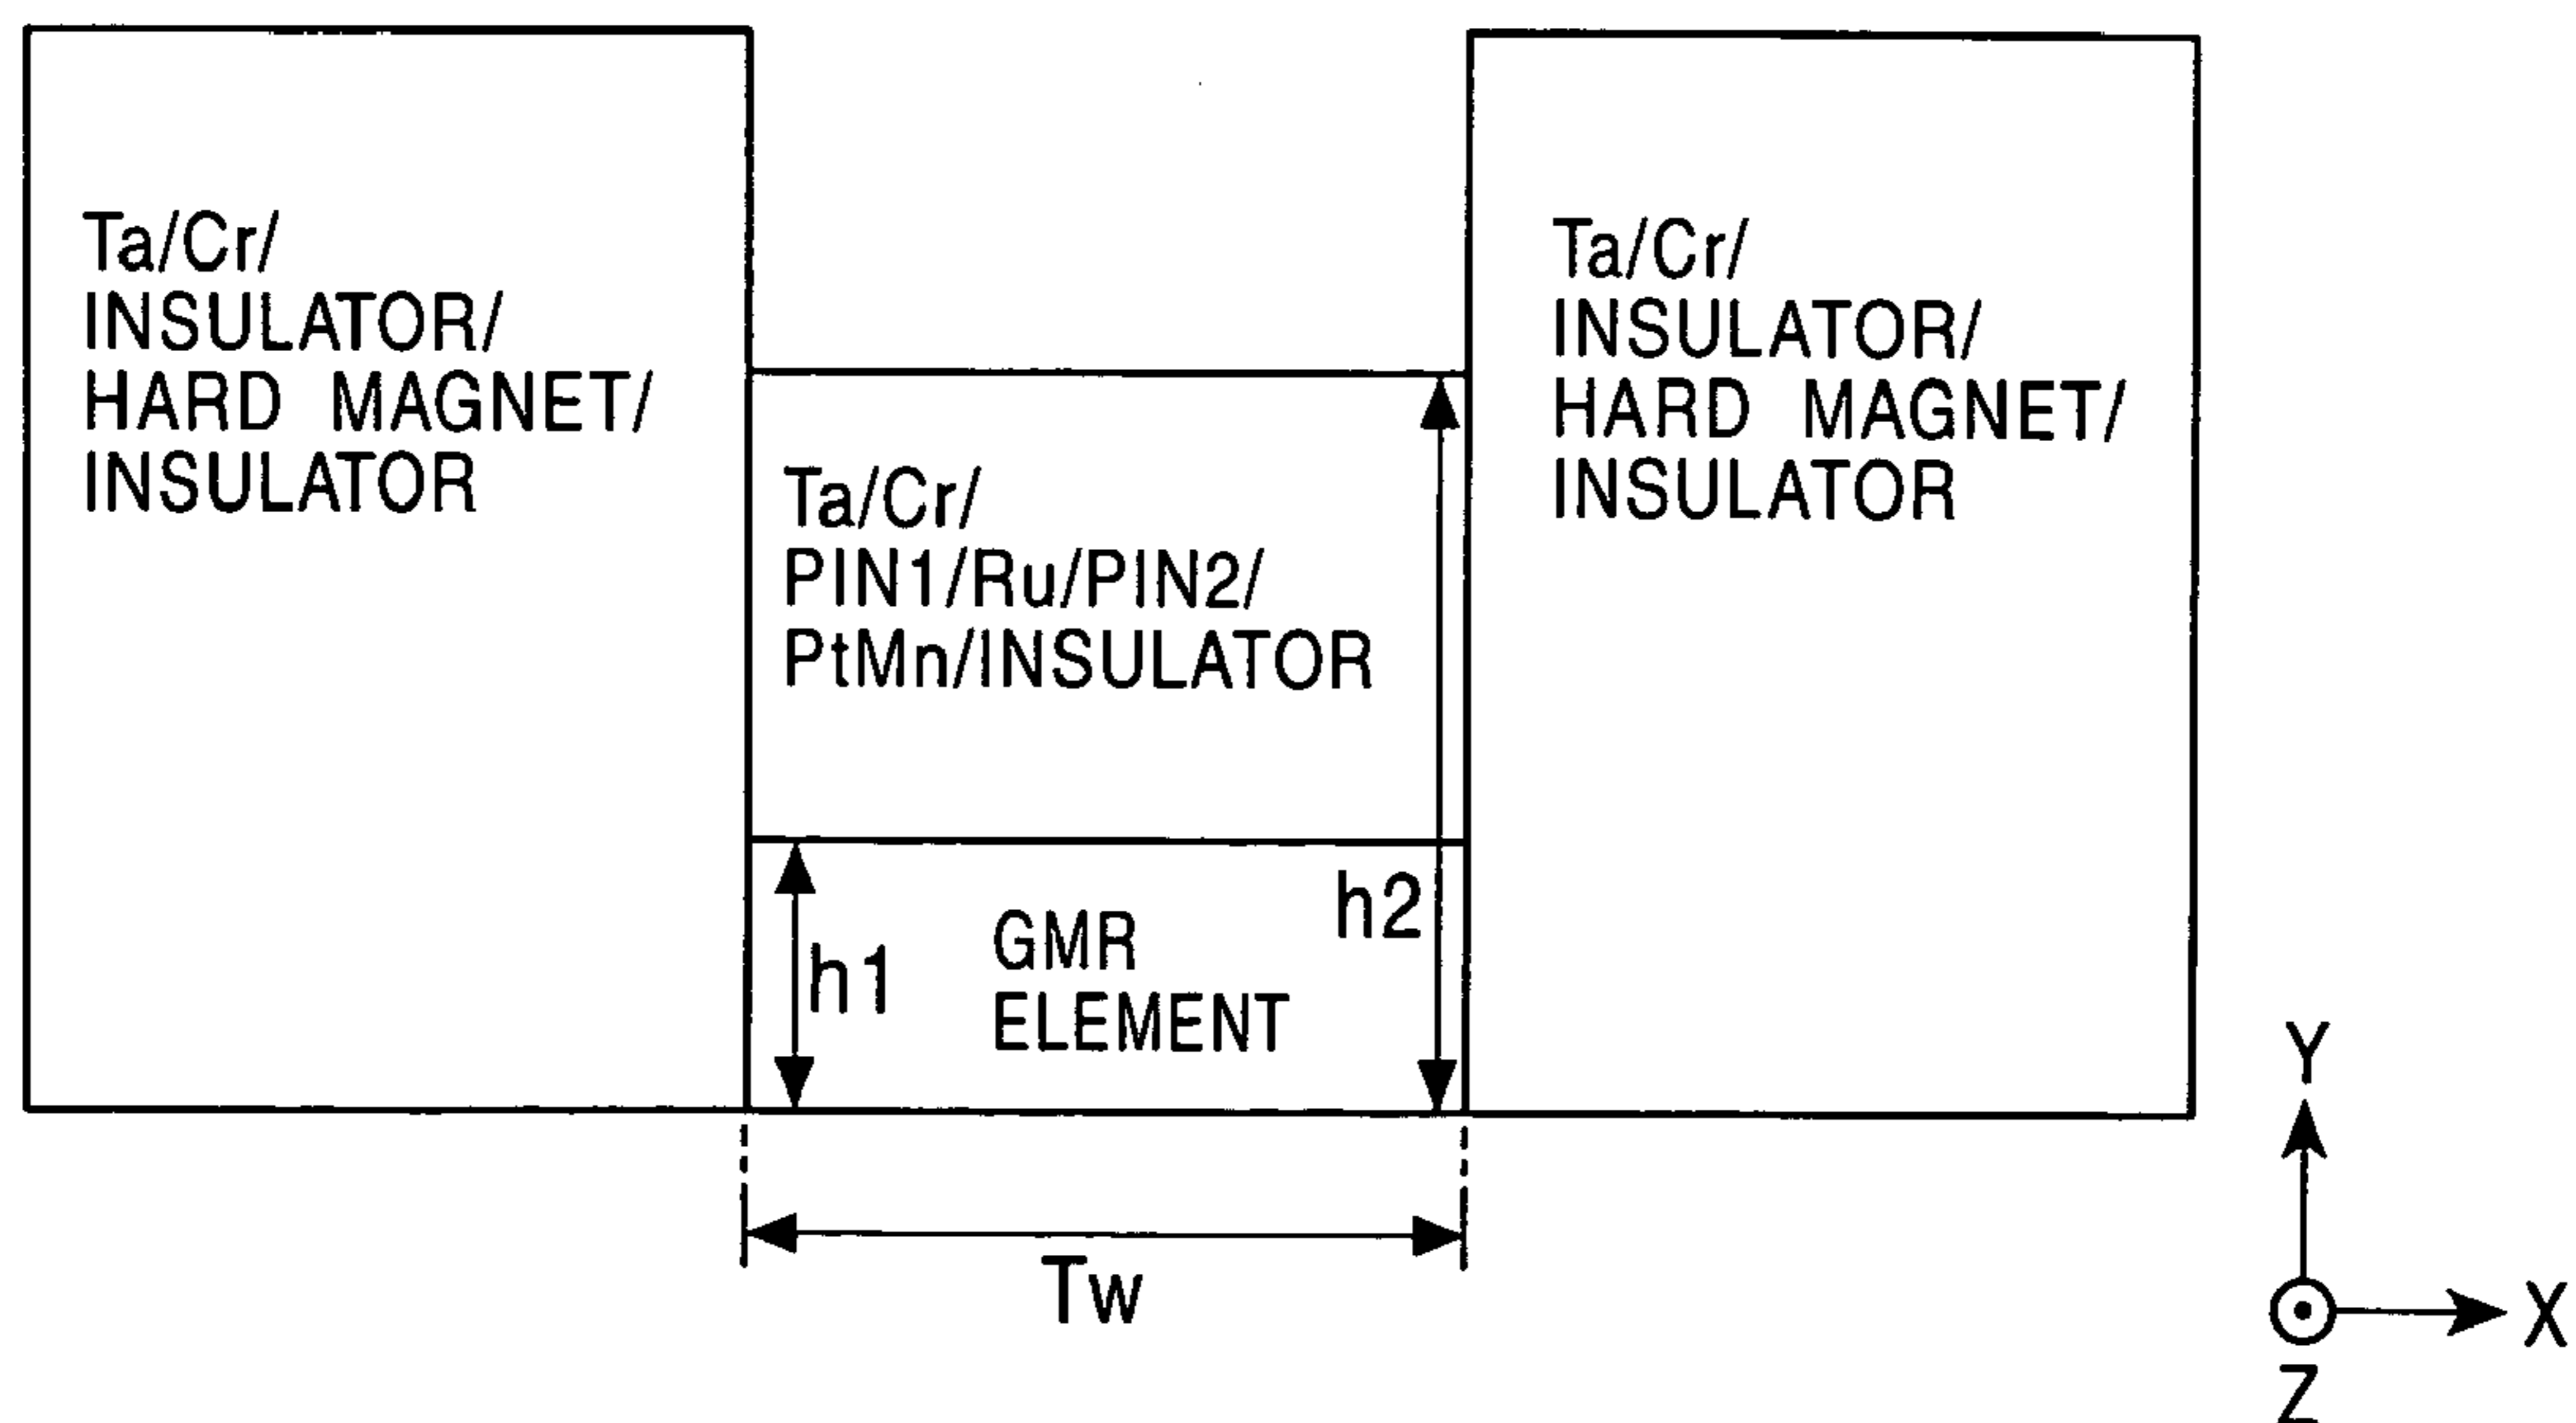 Ta/Cr/
INSULATOR/
HARD MAGNET/
INSULATOR
Ta/Cr/
PIN1/Ru/PIN2/
PtMn/INSULATOR
Ta/Cr/
INSULATOR/
HARD MAGNET/
INSULATOR
h1
GMR
ELEMENT
h2
Tw
Y
X
Z